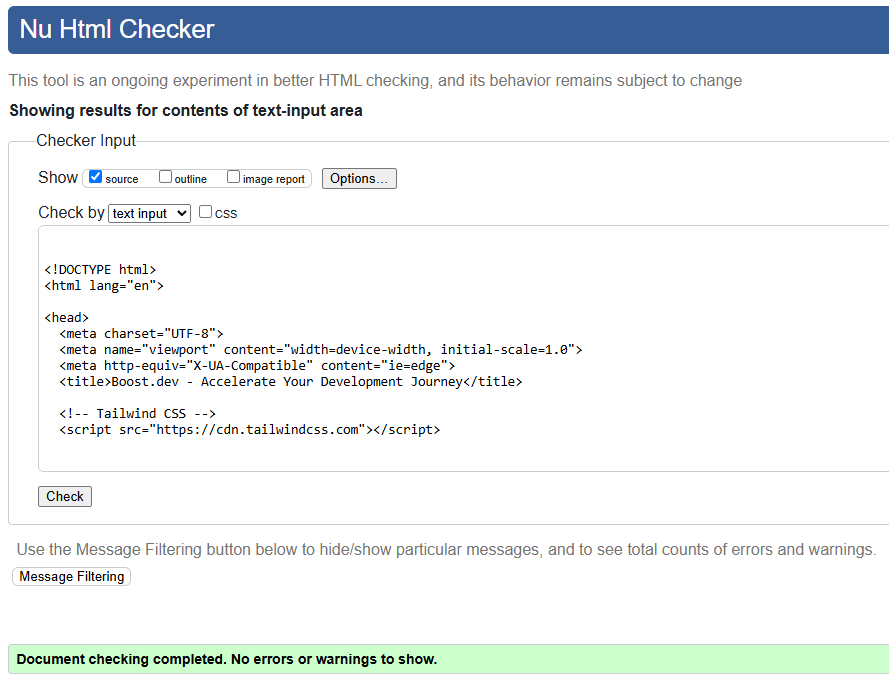 Nu Html Checker
This tool is an ongoing experiment in better HTML checking, and its behavior remains subject to change
Showing results for contents of text-input area
Checker Input
Show source outline image report Options...
Check by text input css
<!DOCTYPE html>
<html lang="en">
<head>
<meta charset="UTF-8">
<meta name="viewport" content="width=device-width, initial-scale=1.0">
<meta http-equiv="X-UA-Compatible" content="ie=edge">
<title>Boost.dev - Accelerate Your Development Journey</title>
<!-- Tailwind CSS -->
<script src="https://cdn.tailwindcss.com"></script>
Check
Use the Message Filtering button below to hide/show particular messages, and to see total counts of errors and warnings.
Message Filtering
Document checking completed. No errors or warnings to show.